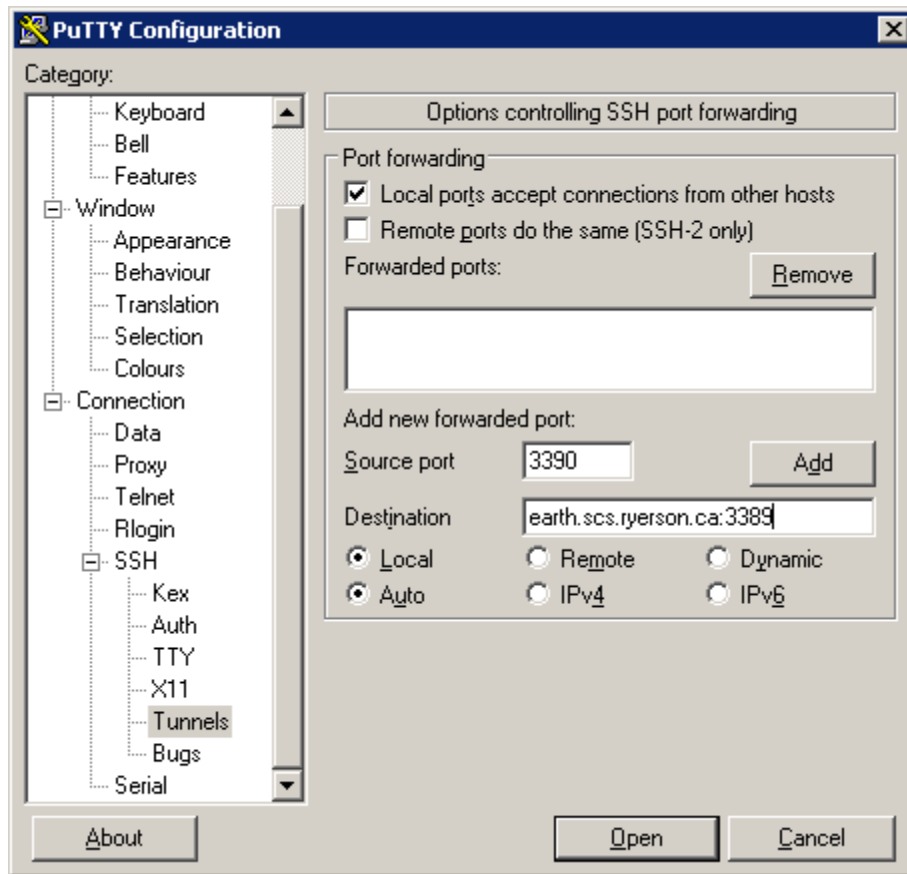 PuTTY Configuration
Category:
Keyboard
Bell
Features
Window
Appearance
Behaviour
Translation
Selection
Colours
Connection
Data
Proxy
Telnet
Rlogin
SSH
Kex
Auth
TTY
X11
Tunnels
Bugs
Serial
Options controlling SSH port forwarding
Port forwarding
Local ports accept connections from other hosts
Remote ports do the same (SSH-2 only)
Forwarded ports: Remove
Add new forwarded port:
Source port 3390 Add
Destination earth.scs.ryerson.ca:3389
Local Remote Dynamic
Auto IPv4 IPv6
About Open Cancel